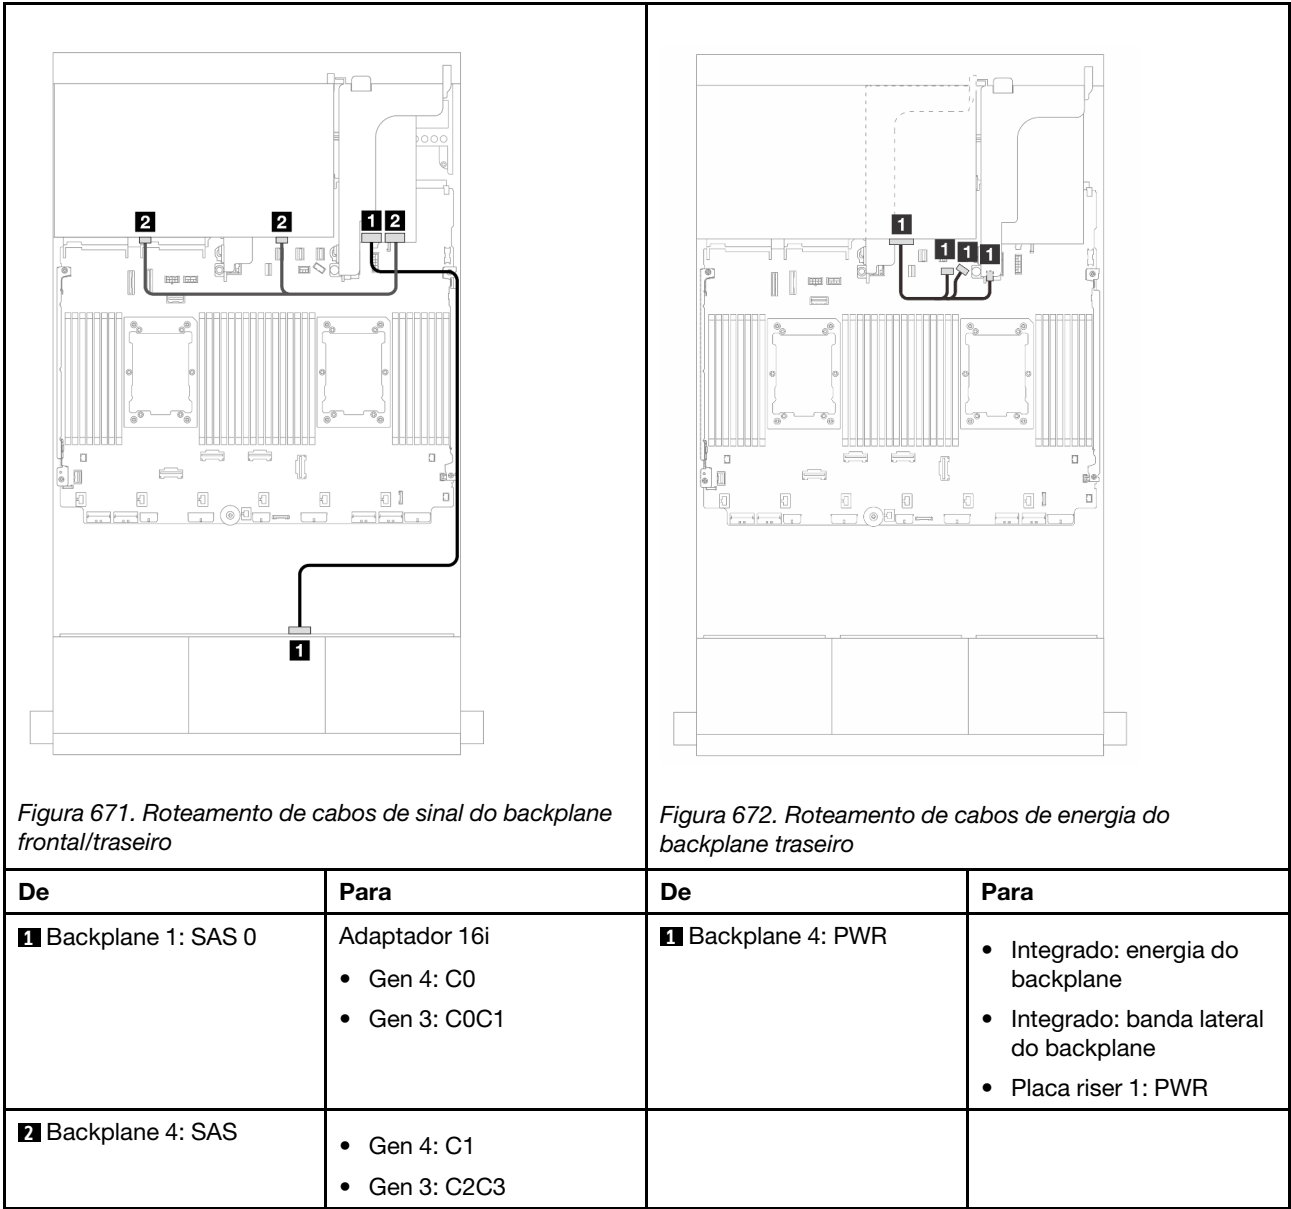 2
2
1
2
1
Figura 671. Roteamento de cabos de sinal do backplane
frontal/traseiro
1
1
1
1
Figura 672. Roteamento de cabos de energia do
backplane traseiro
De
Para
De
Para
1 Backplane 1: SAS 0
Adaptador 16i
• Gen 4: C0
• Gen 3: C0C1
1 Backplane 4: PWR
• Integrado: energia do
backplane
• Integrado: banda lateral
do backplane
• Placa riser 1: PWR
2 Backplane 4: SAS
• Gen 4: C1
• Gen 3: C2C3